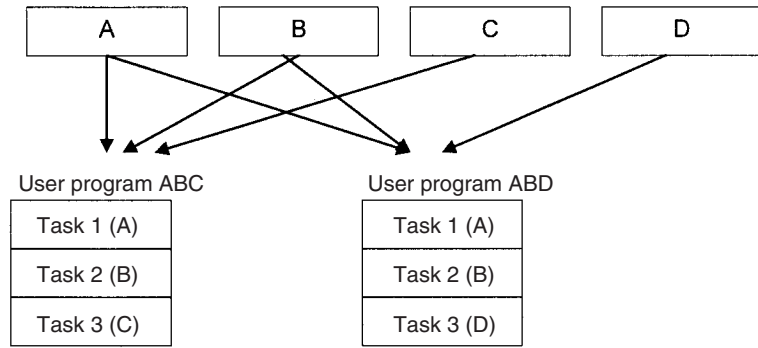 A B C D
User program ABC User program ABD
Task 1 (A) Task 1 (A)
Task 2 (B) Task 2 (B)
Task 3 (C) Task 3 (D)